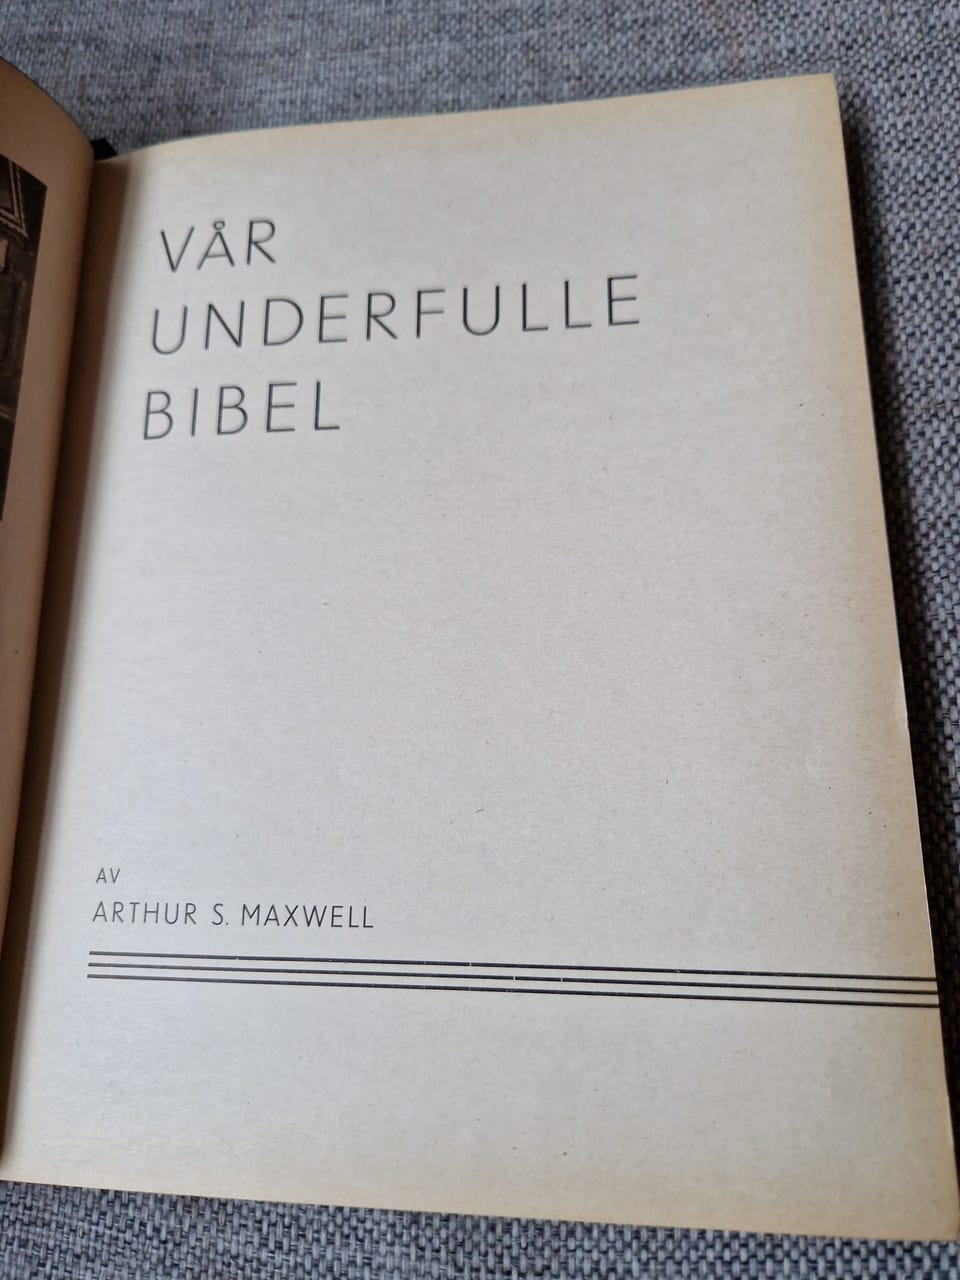 VÅR
UNDERFULLE
BIBEL
AV
ARTHUR S. MAXWELL